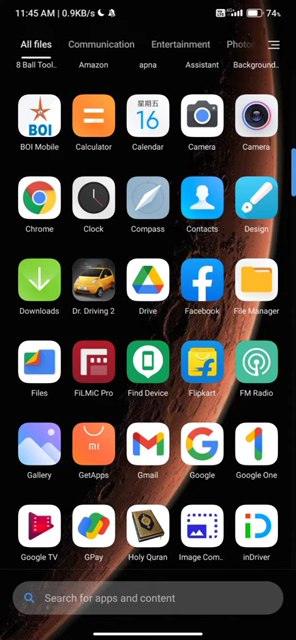 11:45 AM | 0.9KB/s
74%
All files Communication Entertainment Photo
8 Ball Tool.. Amazon apna Assistant Background..
BOI
星期五
16
BOI Mobile Calculator Calendar Camera Camera
Chrome Clock Compass Contacts Design
Downloads Dr. Driving 2 Drive Facebook File Manager
Files FiLMiC Pro Find Device Flipkart FM Radio
mi
Gallery GetApps Gmail Google Google One
iD
Google TV GPay Holy Quran Image Com.. inDriver
Search for apps and content